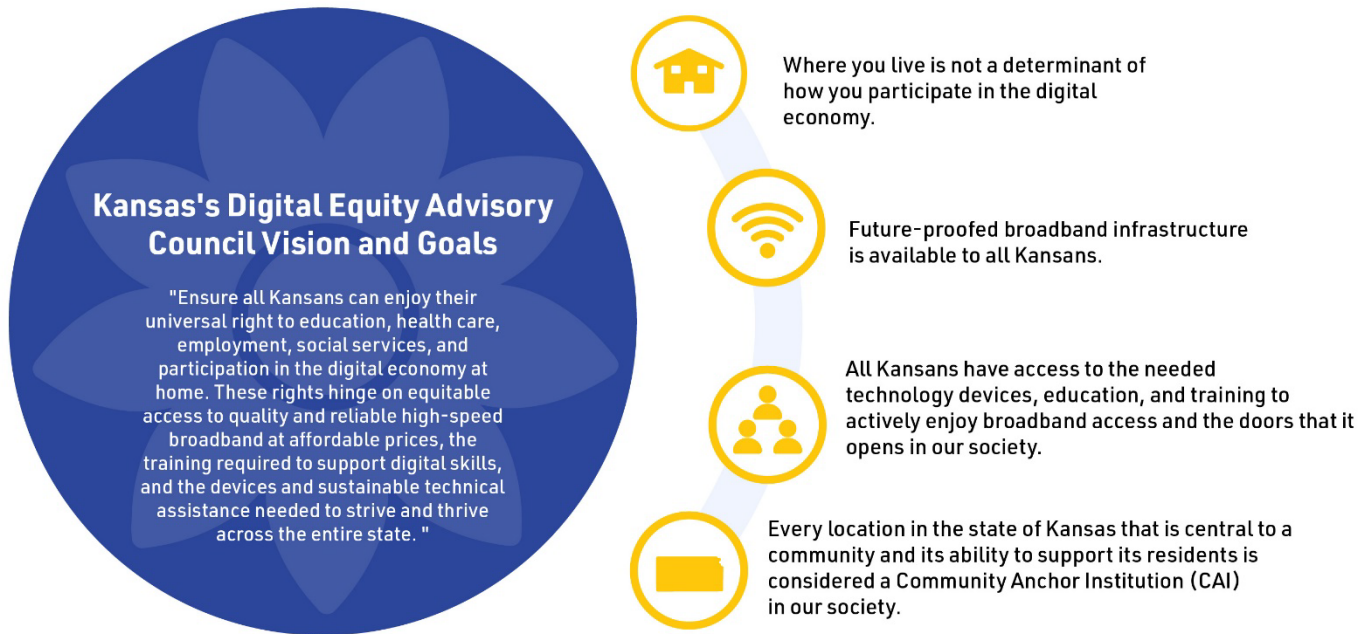 Kansas's Digital Equity Advisory
Council Vision and Goals
"Ensure all Kansans can enjoy their
universal right to education, health care,
employment, social services, and
participation in the digital economy at
home. These rights hinge on equitable
access to quality and reliable high-speed
broadband at affordable prices, the
training required to support digital skills,
and the devices and sustainable technical
assistance needed to strive and thrive
across the entire state. "
Where you live is not a determinant of
how you participate in the digital
economy.
Future-proofed broadband infrastructure
is available to all Kansans.
All Kansans have access to the needed
technology devices, education, and training to
actively enjoy broadband access and the doors that it
opens in our society.
Every location in the state of Kansas that is central to a
community and its ability to support its residents is
considered a Community Anchor Institution (CAI)
in our society.